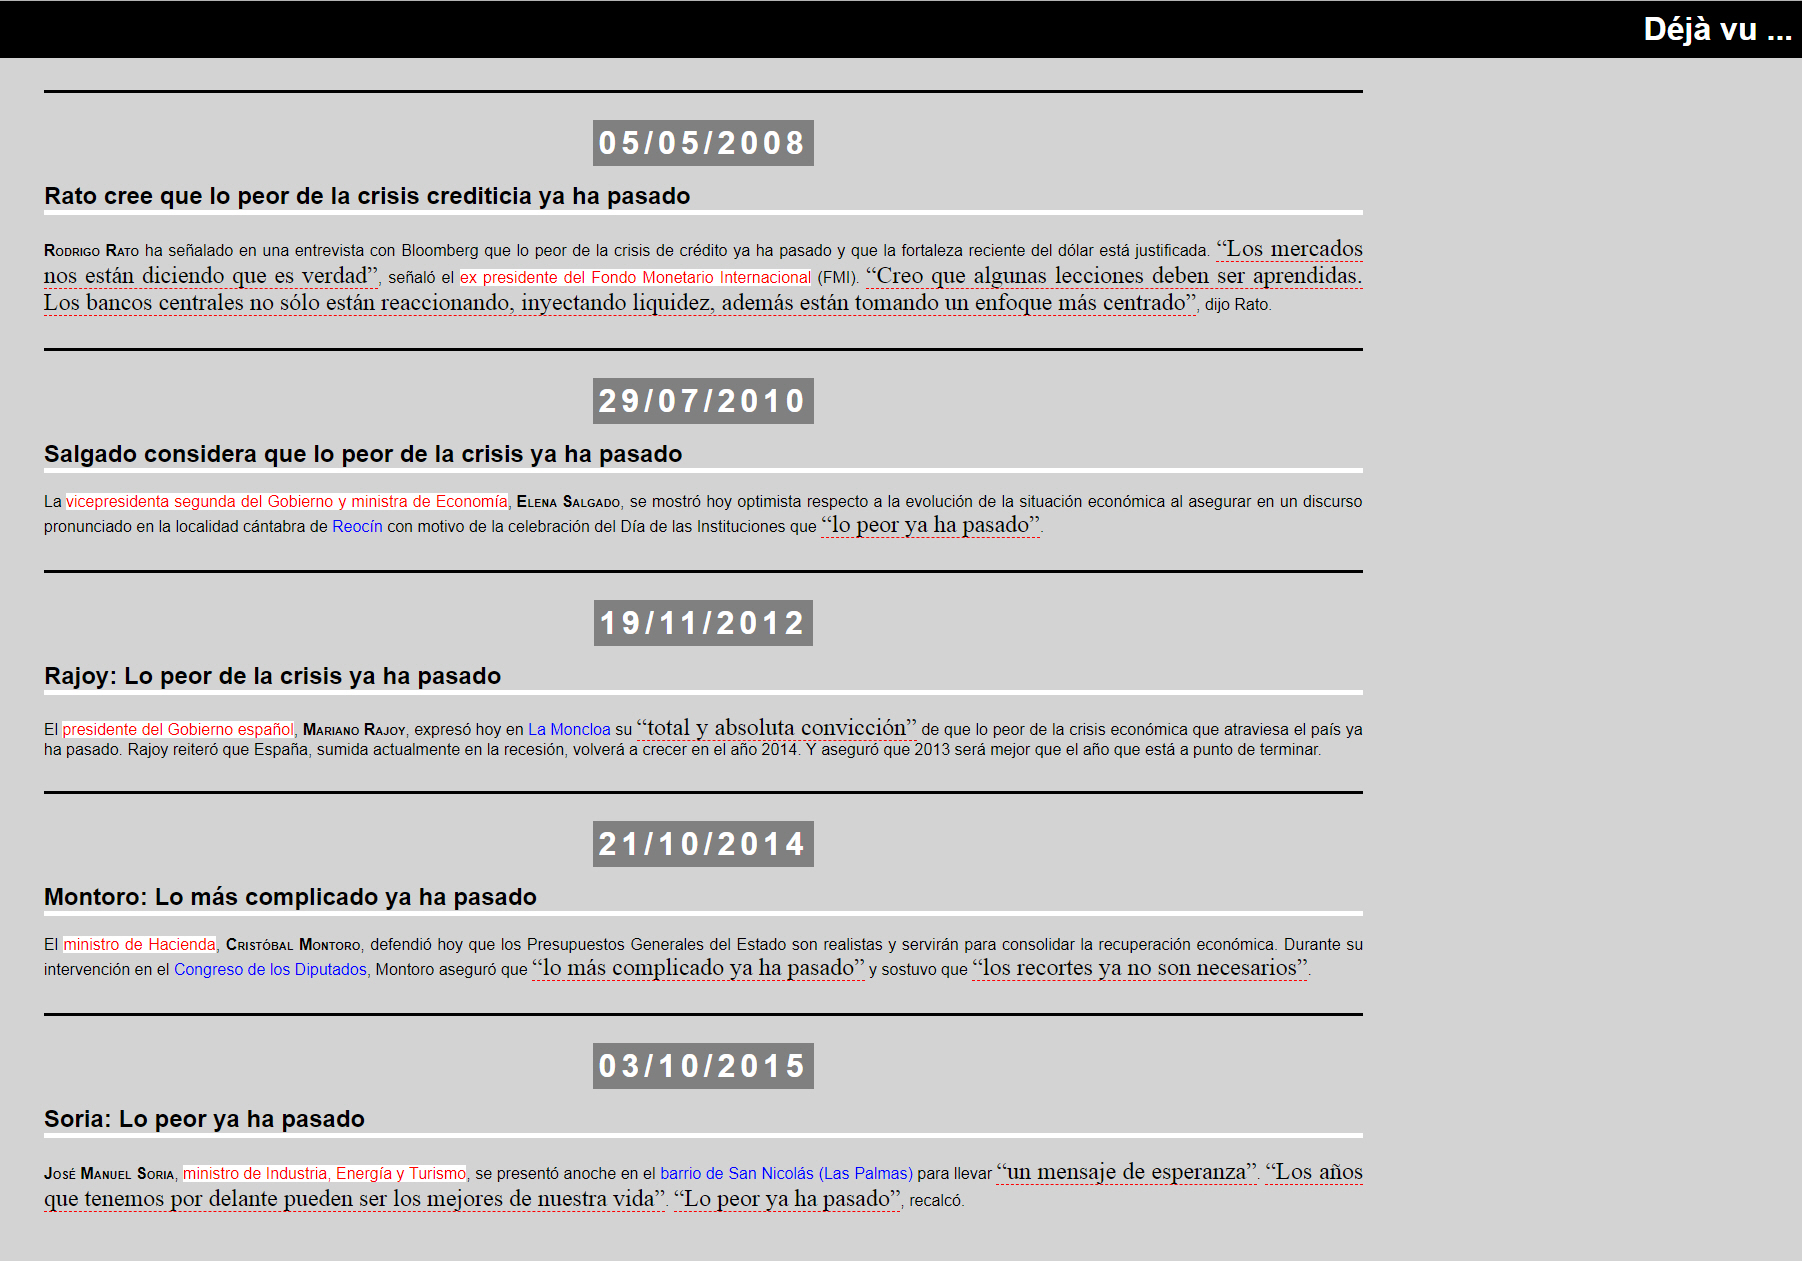 Déjà vu ...
05/05/2008
Rato cree que lo peor de la crisis crediticia ya ha pasado
Rodrigo Rato ha señalado en una entrevista con Bloomberg que lo peor de la crisis de crédito ya ha pasado y que la fortaleza reciente del dólar está justificada. “Los mercados
nos están diciendo que es verdad”, señaló el ex presidente del Fondo Monetario Internacional (FMI). “Creo que algunas lecciones deben ser aprendidas.
Los bancos centrales no sólo están reaccionando, inyectando liquidez, además están tomando un enfoque más centrado”, dijo Rato.
29/07/2010
Salgado considera que lo peor de la crisis ya ha pasado
La vicepresidenta segunda del Gobierno y ministra de Economía, Elena Salgado, se mostró hoy optimista respecto a la evolución de la situación económica al asegurar en un discurso
pronunciado en la localidad cántabra de Reocín con motivo de la celebración del Día de las Instituciones que “lo peor ya ha pasado”.
19/11/2012
Rajoy: Lo peor de la crisis ya ha pasado
El presidente del Gobierno español, Mariano Rajoy, expresó hoy en La Moncloa su “total y absoluta convicción” de que lo peor de la crisis económica que atraviesa el país ya
ha pasado. Rajoy reiteró que España, sumida actualmente en la recesión, volverá a crecer en el año 2014. Y aseguró que 2013 será mejor que el año que está a punto de terminar.
21/10/2014
Montoro: Lo más complicado ya ha pasado
El ministro de Hacienda, Cristóbal Montoro, defendió hoy que los Presupuestos Generales del Estado son realistas y servirán para consolidar la recuperación económica. Durante su
intervención en el Congreso de los Diputados, Montoro aseguró que “lo más complicado ya ha pasado” y sostuvo que “los recortes ya no son necesarios”.
03/10/2015
Soria: Lo peor ya ha pasado
José Manuel Soria, ministro de Industria, Energía y Turismo, se presentó anoche en el barrio de San Nicolás (Las Palmas) para llevar “un mensaje de esperanza”. “Los años
que tenemos por delante pueden ser los mejores de nuestra vida”. “Lo peor ya ha pasado”, recalcó.